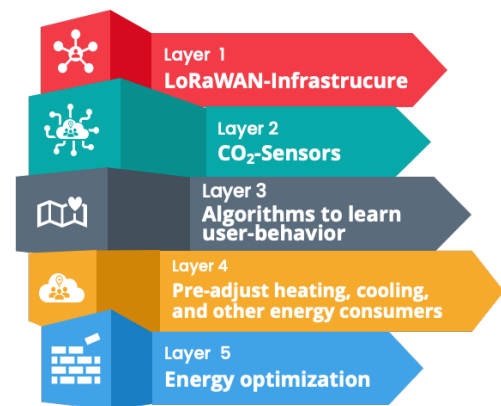 Layer 1
LoRaWAN-Infrastrucure
Layer 2
CO₂-Sensors
Layer 3
Algorithms to learn
user-behavior
Layer 4
Pre-adjust heating, cooling,
and other energy consumers
Layer 5
Energy optimization